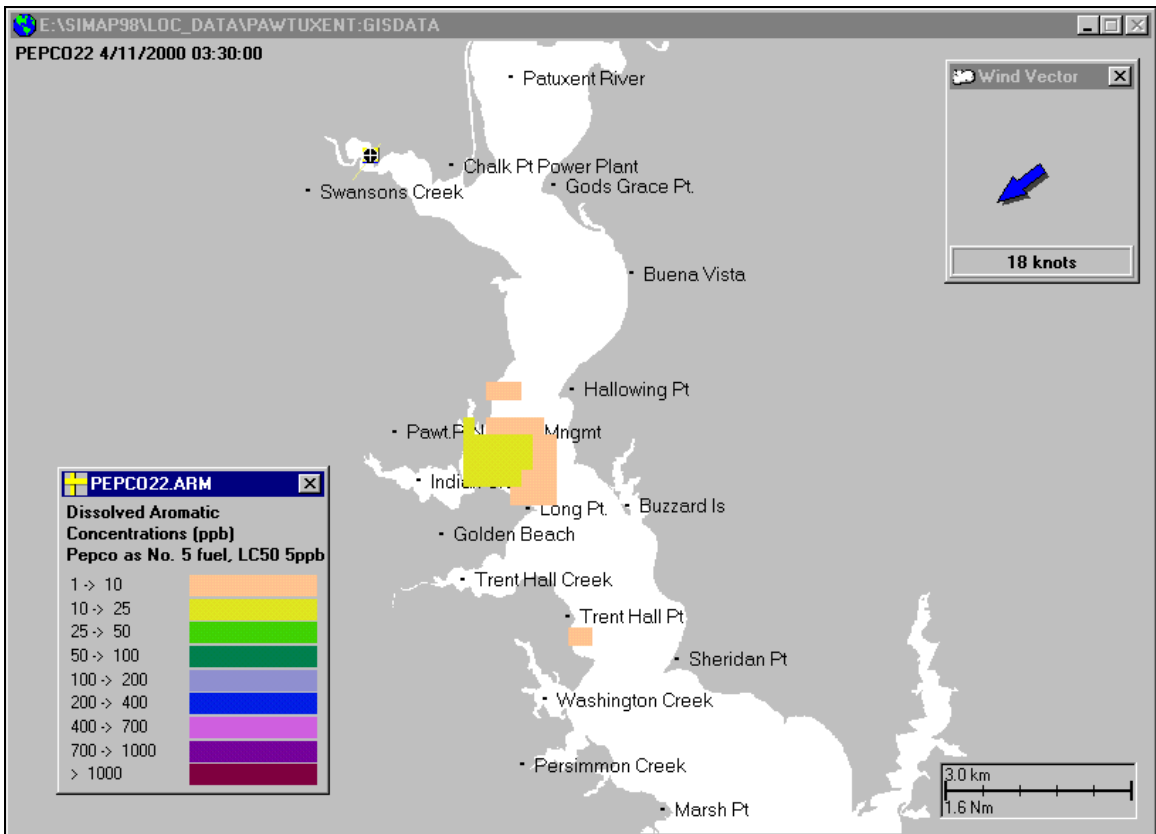 E:\SIMAP98\LOC_DATA\PAWTUXENT:GISDATA
PEPCO22 4/11/2000 03:30:00
Wind Vector
18 knots
Patuxent River
Chalk Pt Power Plant
Gods Grace Pt.
Swansons Creek
Buena Vista
Hallowing Pt
Pawt.
Mngmt
Buzzard Is
Long Pt.
Golden Beach
Trent Hall Creek
Trent Hall Pt
Sheridan Pt
Washington Creek
Persimmon Creek
Marsh Pt
PEPCO22.ARM
Dissolved Aromatic
Concentrations (ppb)
Pepco as No. 5 fuel, LC50 5ppb
1 -> 10
10 -> 25
25 -> 50
50 -> 100
100 -> 200
200 -> 400
400 -> 700
700 -> 1000
> 1000
3.0 km
1.6 Nm